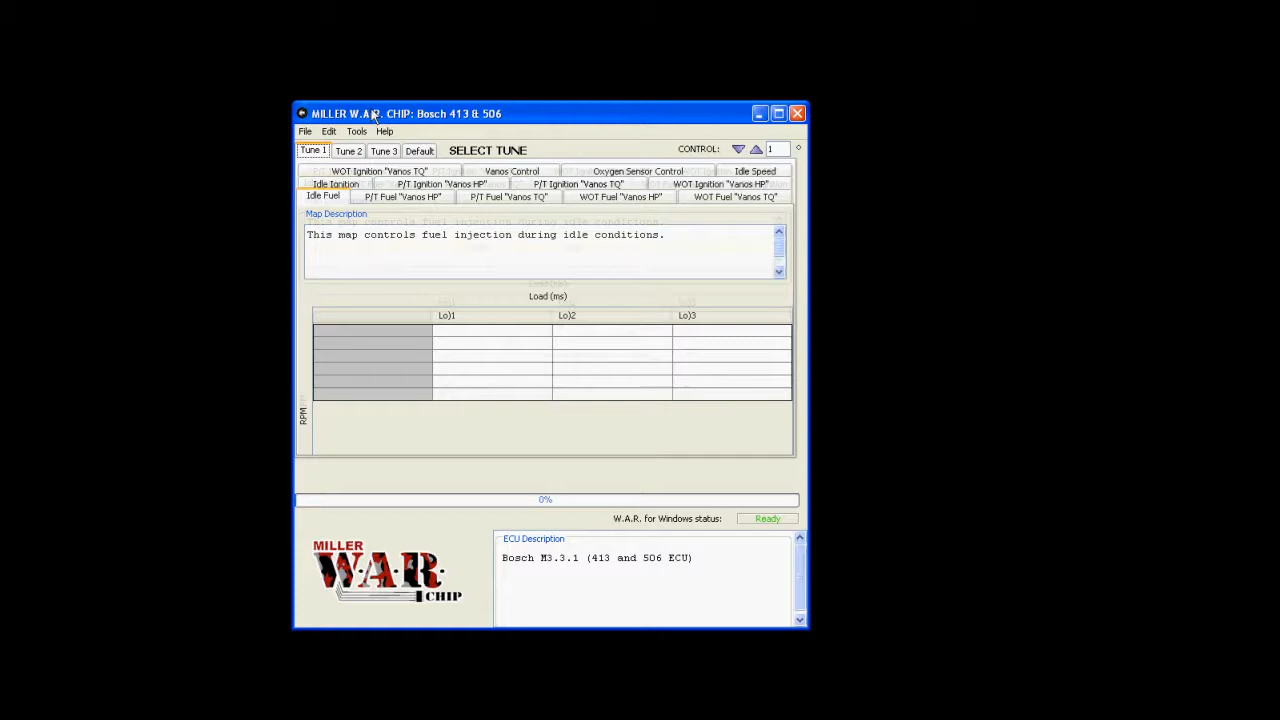 MILLER W.A.R. CHIP: Bosch 413 & 506
File Edit Tools Help
Tune 1 Tune 2 Tune 3 Default SELECT TUNE CONTROL: 1
WOT Ignition "Vanos TQ" Vanos Control Oxygen Sensor Control Idle Speed
Idle Ignition P/T Ignition "Vanos HP" P/T Ignition "Vanos TQ" WOT Ignition "Vanos HP"
Idle Fuel P/T Fuel "Vanos HP" P/T Fuel "Vanos TQ" WOT Fuel "Vanos HP" WOT Fuel "Vanos TQ"
Map Description
This map controls fuel injection during idle conditions.
Load (ms)
Lo)1 Lo)2 Lo)3
RPM
0%
W.A.R. for Windows status: Ready
ECU Description
Bosch M3.3.1 (413 and 506 ECU)
MILLER
W.A.R.
CHIP